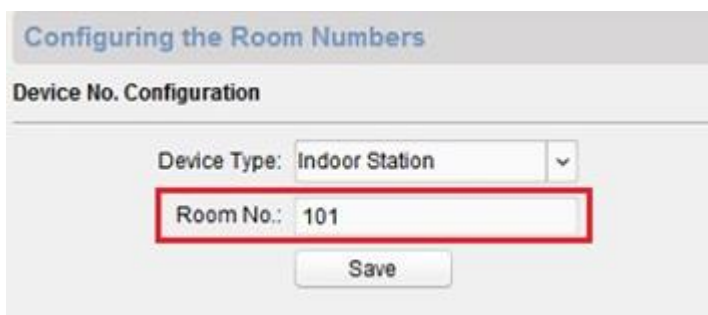 Configuring the Room Numbers
Device No. Configuration
Device Type: Indoor Station
Room No.: 101
Save